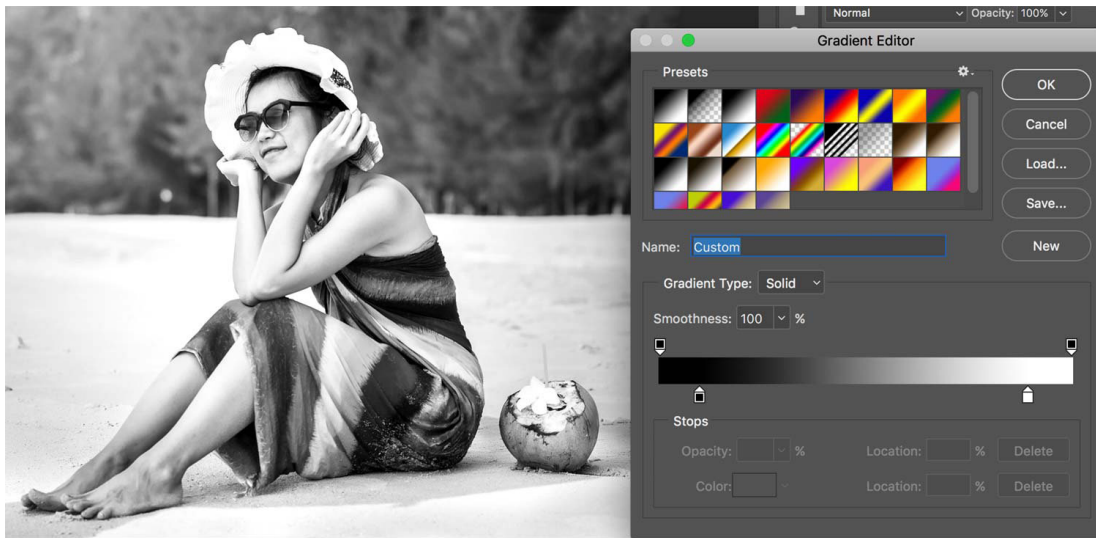 Normal Opacity: 100%
Gradient Editor
Presets
OK
Cancel
Load...
Save...
New
Name: Custom
Gradient Type: Solid
Smoothness: 100 %
Stops
Opacity: % Location: % Delete
Color: Location: % Delete